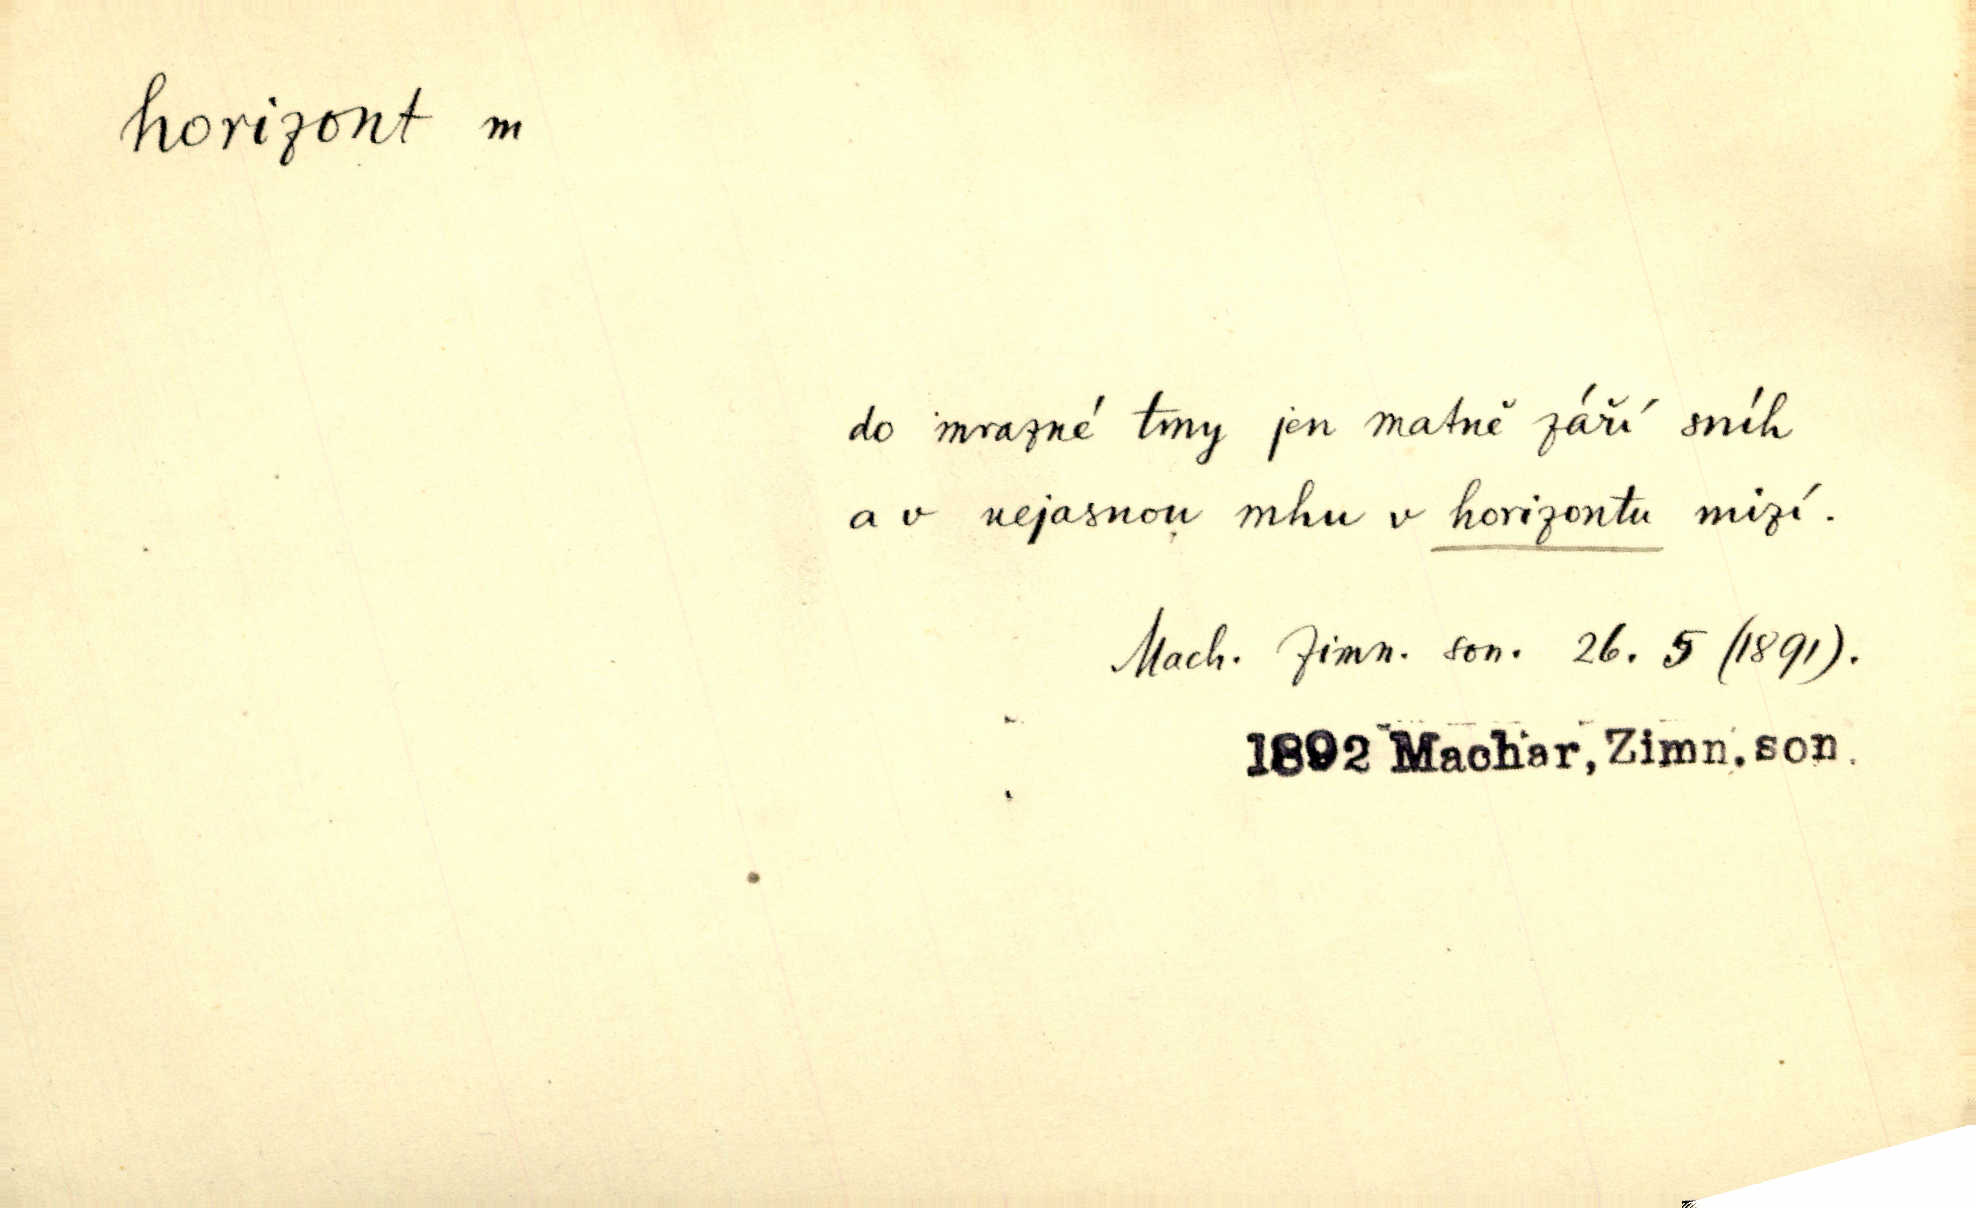 horizont m
do mrazné tmy jen matně září sníh
a v nejasnou mhu v horizontu mizí.
Mach. Zimn. son. 26. 5 (1891).
1892 Machar, Zimn. son.